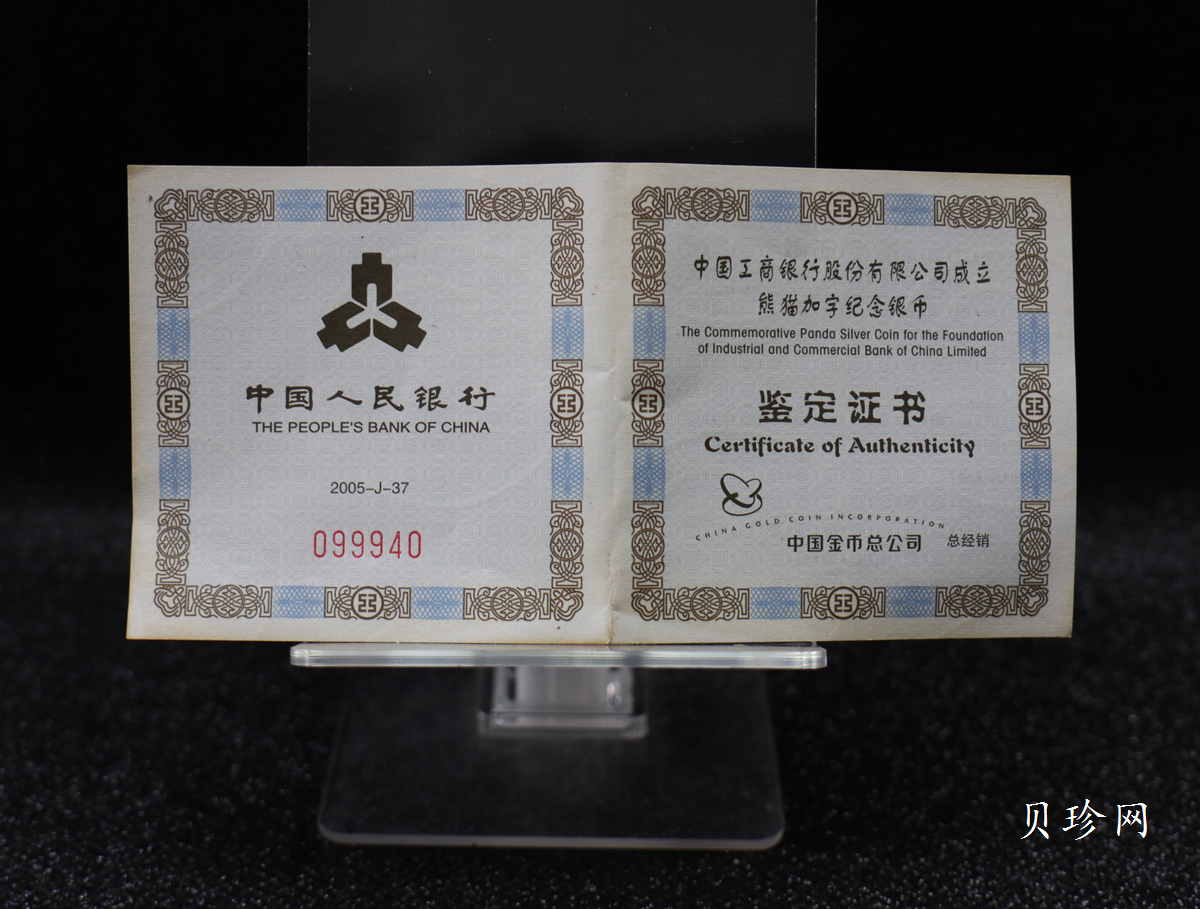 中国人民银行
THE PEOPLE'S BANK OF CHINA
2005-J-37
099940
中国工商银行股份有限公司成立
熊猫加字纪念银币
The Commemorative Panda Silver Coin for the Foundation
of Industrial and Commercial Bank of China Limited
鉴定证书
Certificate of Authenticity
CHINA GOLD COIN INCORPORATION
中国金币总公司 总经销
贝珍网